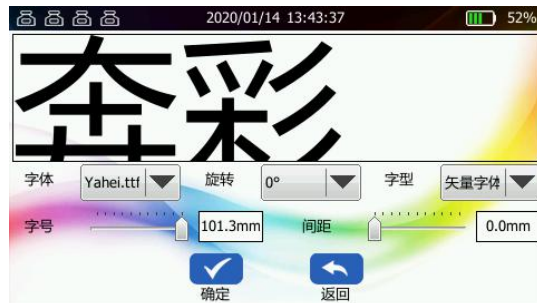 2020/01/14 13:43:37 52%
奔彩
字体 Yahei.ttf 旋转 0° 字型 矢量字体
字号 101.3mm 间距 0.0mm
确定 返回